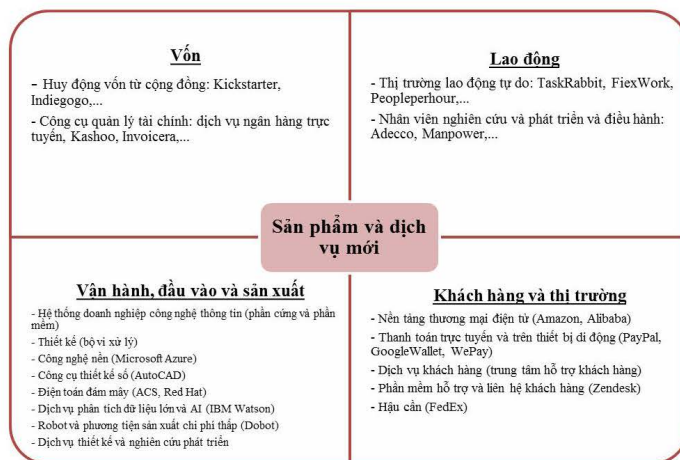 Vốn
- Huy động vốn từ cộng đồng: Kickstarter,
Indiegogo,...
- Công cụ quản lý tài chính: dịch vụ ngân hàng trực
tuyến, Kashoo, Invoicera,...
Lao động
- Thị trường lao động tự do: TaskRabbit, FiexWork,
Peopleperhour,...
- Nhân viên nghiên cứu và phát triển và điều hành:
Adecco, Manpower,...
Sản phẩm và dịch
vụ mới
Vận hành, đầu vào và sản xuất
- Hệ thống doanh nghiệp công nghệ thông tin (phần cứng và phần
mềm)
- Thiết kế (bộ vi xử lý)
- Công nghệ nền (Microsoft Azure)
- Công cụ thiết kế số (AutoCAD)
- Điện toán đám mây (ACS, Red Hat)
- Dịch vụ phân tích dữ liệu lớn và AI (IBM Watson)
- Robot và phương tiện sản xuất chi phí thấp (Dobot)
- Dịch vụ thiết kế và nghiên cứu phát triển
Khách hàng và thị trường
- Nền tảng thương mại điện tử (Amazon, Alibaba)
- Thanh toán trực tuyến và trên thiết bị di động (PayPal,
GoogleWallet, WePay)
- Dịch vụ khách hàng (trung tâm hỗ trợ khách hàng)
- Phần mềm hỗ trợ và liên hệ khách hàng (Zendesk)
- Hậu cần (FedEx)